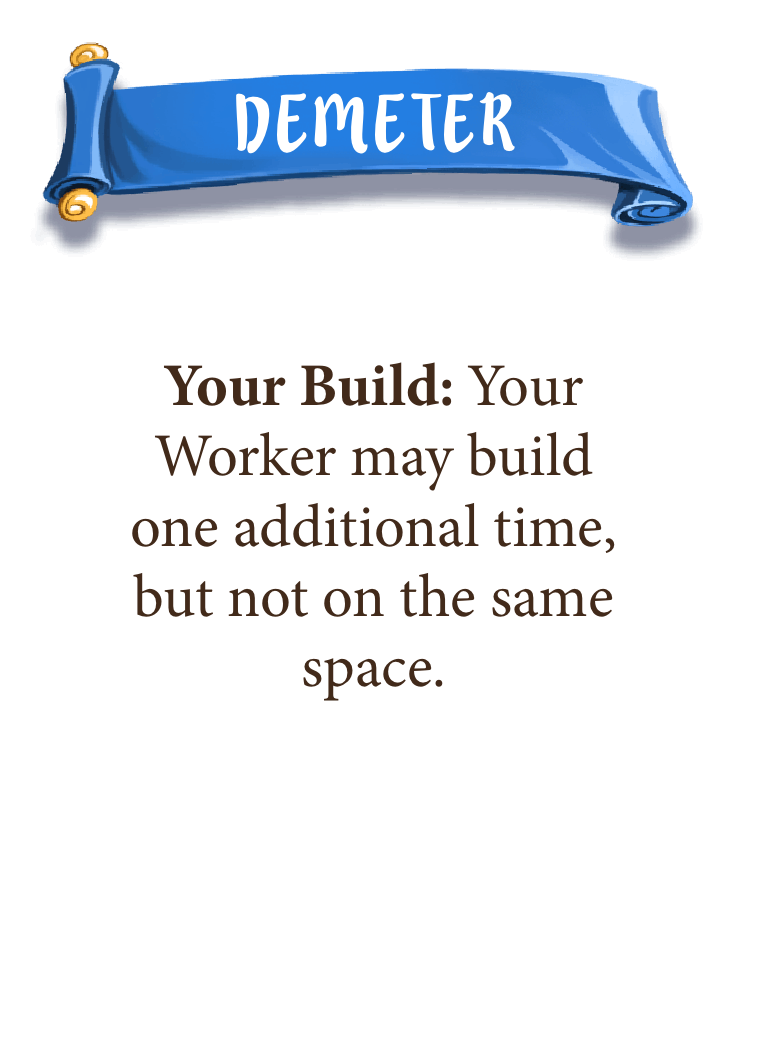 DEMETER
Your Build: Your
Worker may build
one additional time,
but not on the same
space.